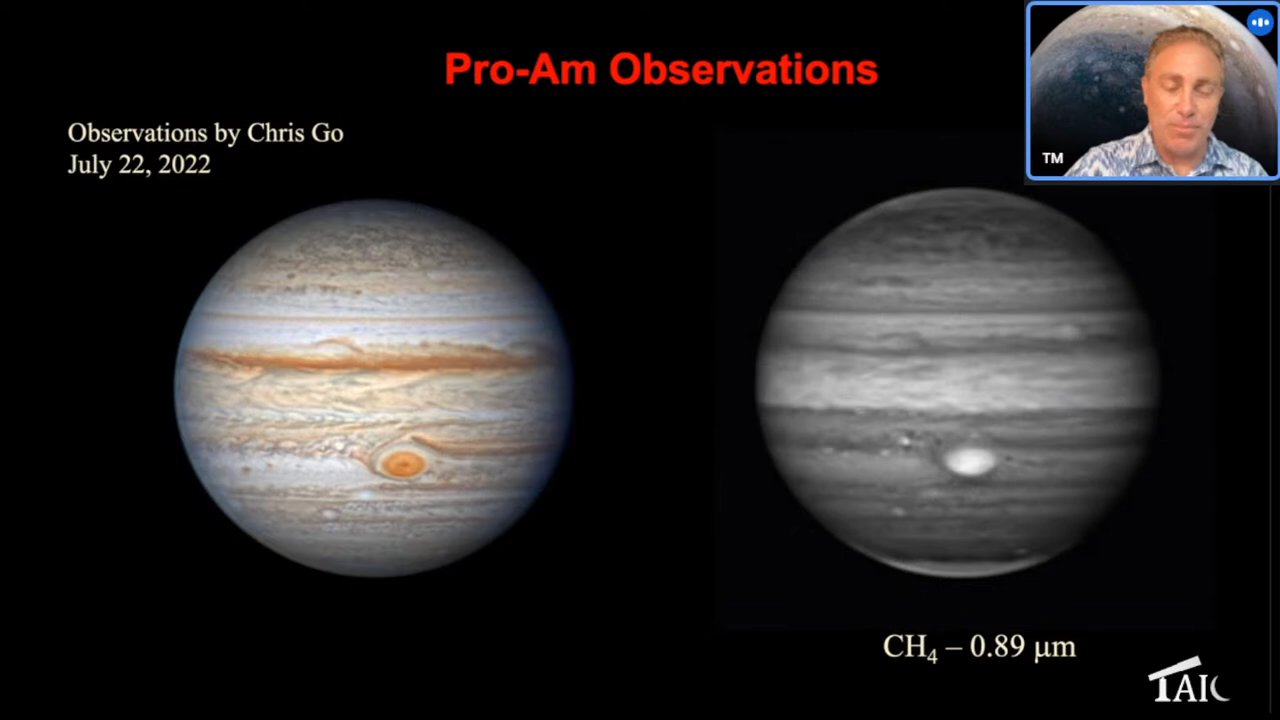 Pro-Am Observations
Observations by Chris Go
July 22, 2022
TM
CH₄ – 0.89 μm
TAIC